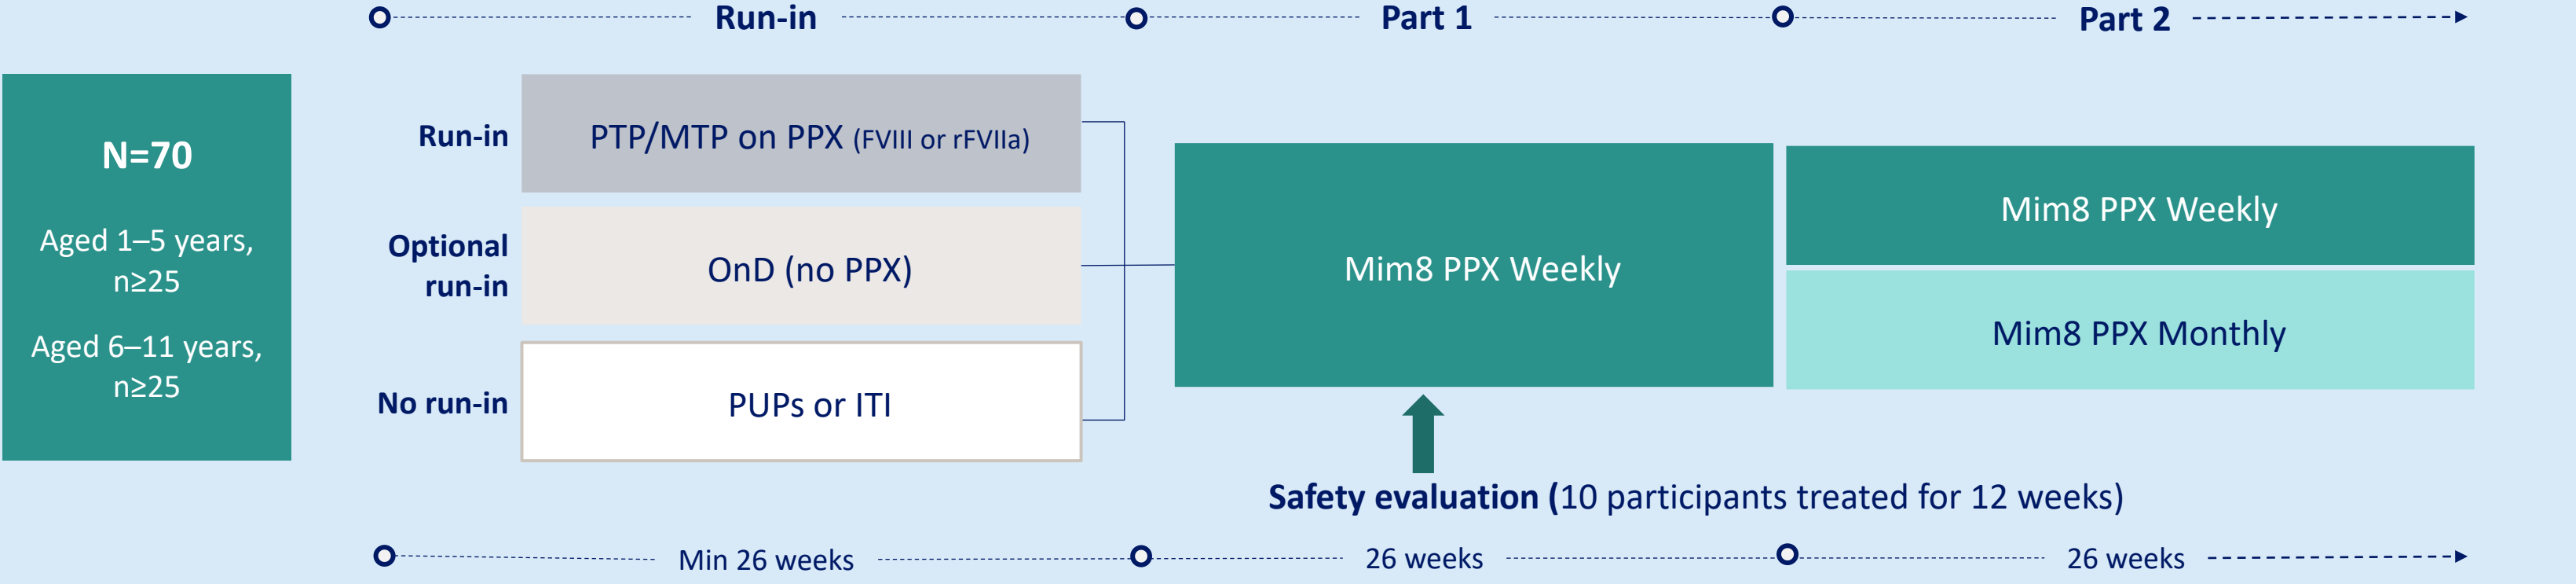 Run-in
Part 1
Part 2
N=70
Aged 1–5 years,
n≥25
Aged 6–11 years,
n≥25
Run-in
PTP/MTP on PPX (FVIII or rFVIIa)
Optional
run-in
OnD (no PPX)
No run-in
PUPs or ITI
Mim8 PPX Weekly
Mim8 PPX Weekly
Mim8 PPX Monthly
Safety evaluation (10 participants treated for 12 weeks)
Min 26 weeks
26 weeks
26 weeks